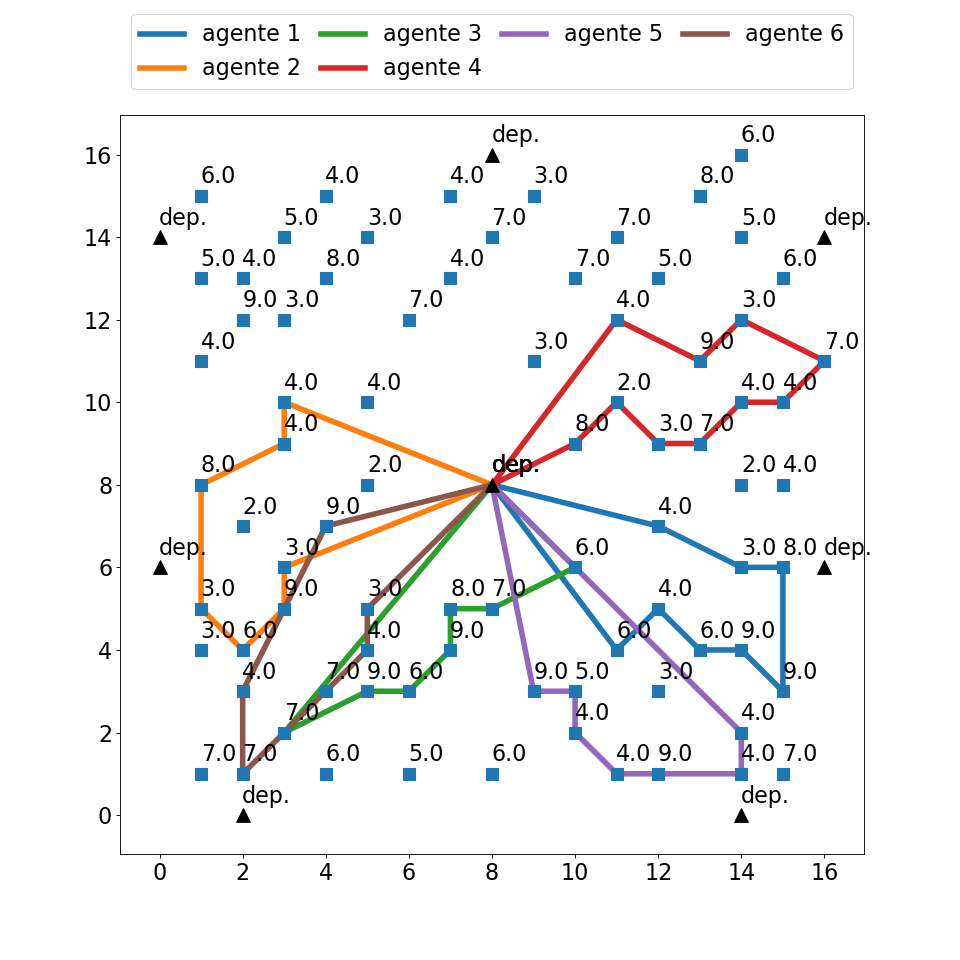 agente 1 agente 3 agente 5 agente 6
agente 2 agente 4
dep. 6.0
16
6.0 4.0 4.0 3.0 8.0
dep. 5.0 3.0 7.0 7.0 5.0 dep.
14
5.0 4.0 8.0 4.0 7.0 5.0 6.0
9.0 3.0 7.0 4.0 3.0
12
4.0 3.0 9.0 7.0
4.0 4.0 2.0 4.0 4.0
10
4.0 8.0 3.0 7.0
8.0 2.0 dep. 2.0 4.0
8
2.0 9.0 4.0
dep. 3.0 6.0 3.0 8.0 dep.
6
3.0 9.0 3.0 8.0 7.0 4.0
3.0 6.0 4.0 9.0 6.0 6.0 9.0
4
4.0 7.0 9.0 6.0 9.0 5.0 3.0 9.0
7.0 4.0 4.0
2
7.0 7.0 6.0 5.0 6.0 4.0 9.0 4.0 7.0
dep. dep.
0
0 2 4 6 8 10 12 14 16